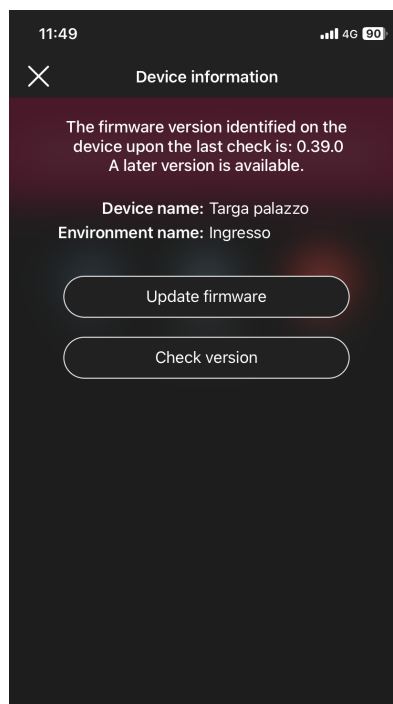 11:49
4G 90
Device information
The firmware version identified on the
device upon the last check is: 0.39.0
A later version is available.
Device name: Targa palazzo
Environment name: Ingresso
Update firmware
Check version